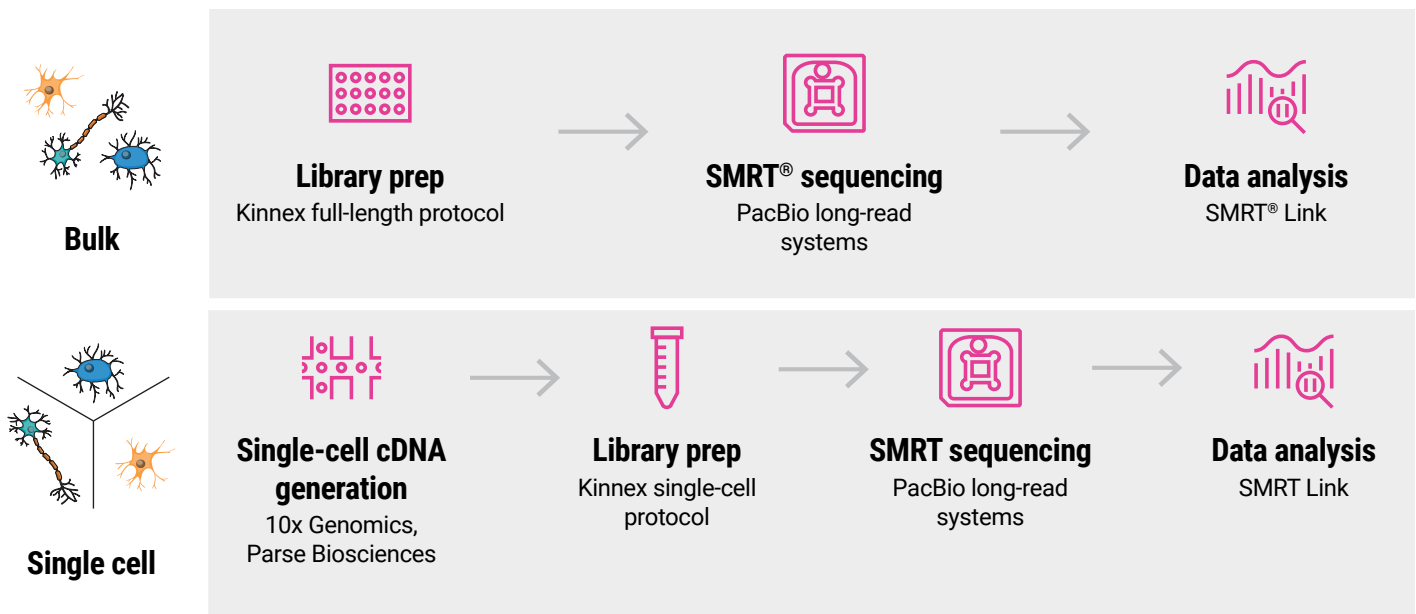 Bulk
Library prep
Kinnex full-length protocol
SMRT® sequencing
PacBio long-read
systems
Data analysis
SMRT® Link
Single cell
Single-cell cDNA
generation
10x Genomics,
Parse Biosciences
Library prep
Kinnex single-cell
protocol
SMRT sequencing
PacBio long-read
systems
Data analysis
SMRT Link